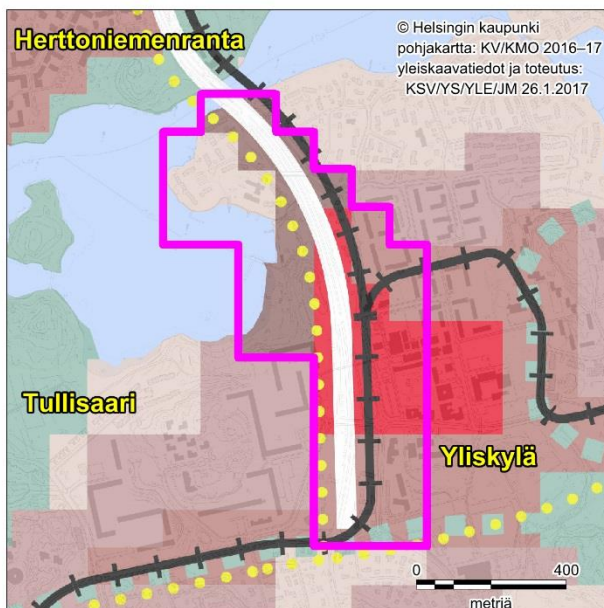 Herttoniemenranta
© Helsingin kaupunki
pohjakartta: KV/KMO 2016–17
yleiskaavatiedot ja toteutus:
KSV/YS/YLE/JM 26.1.2017
Tullisaari
Yliskylä
0 400
metriä